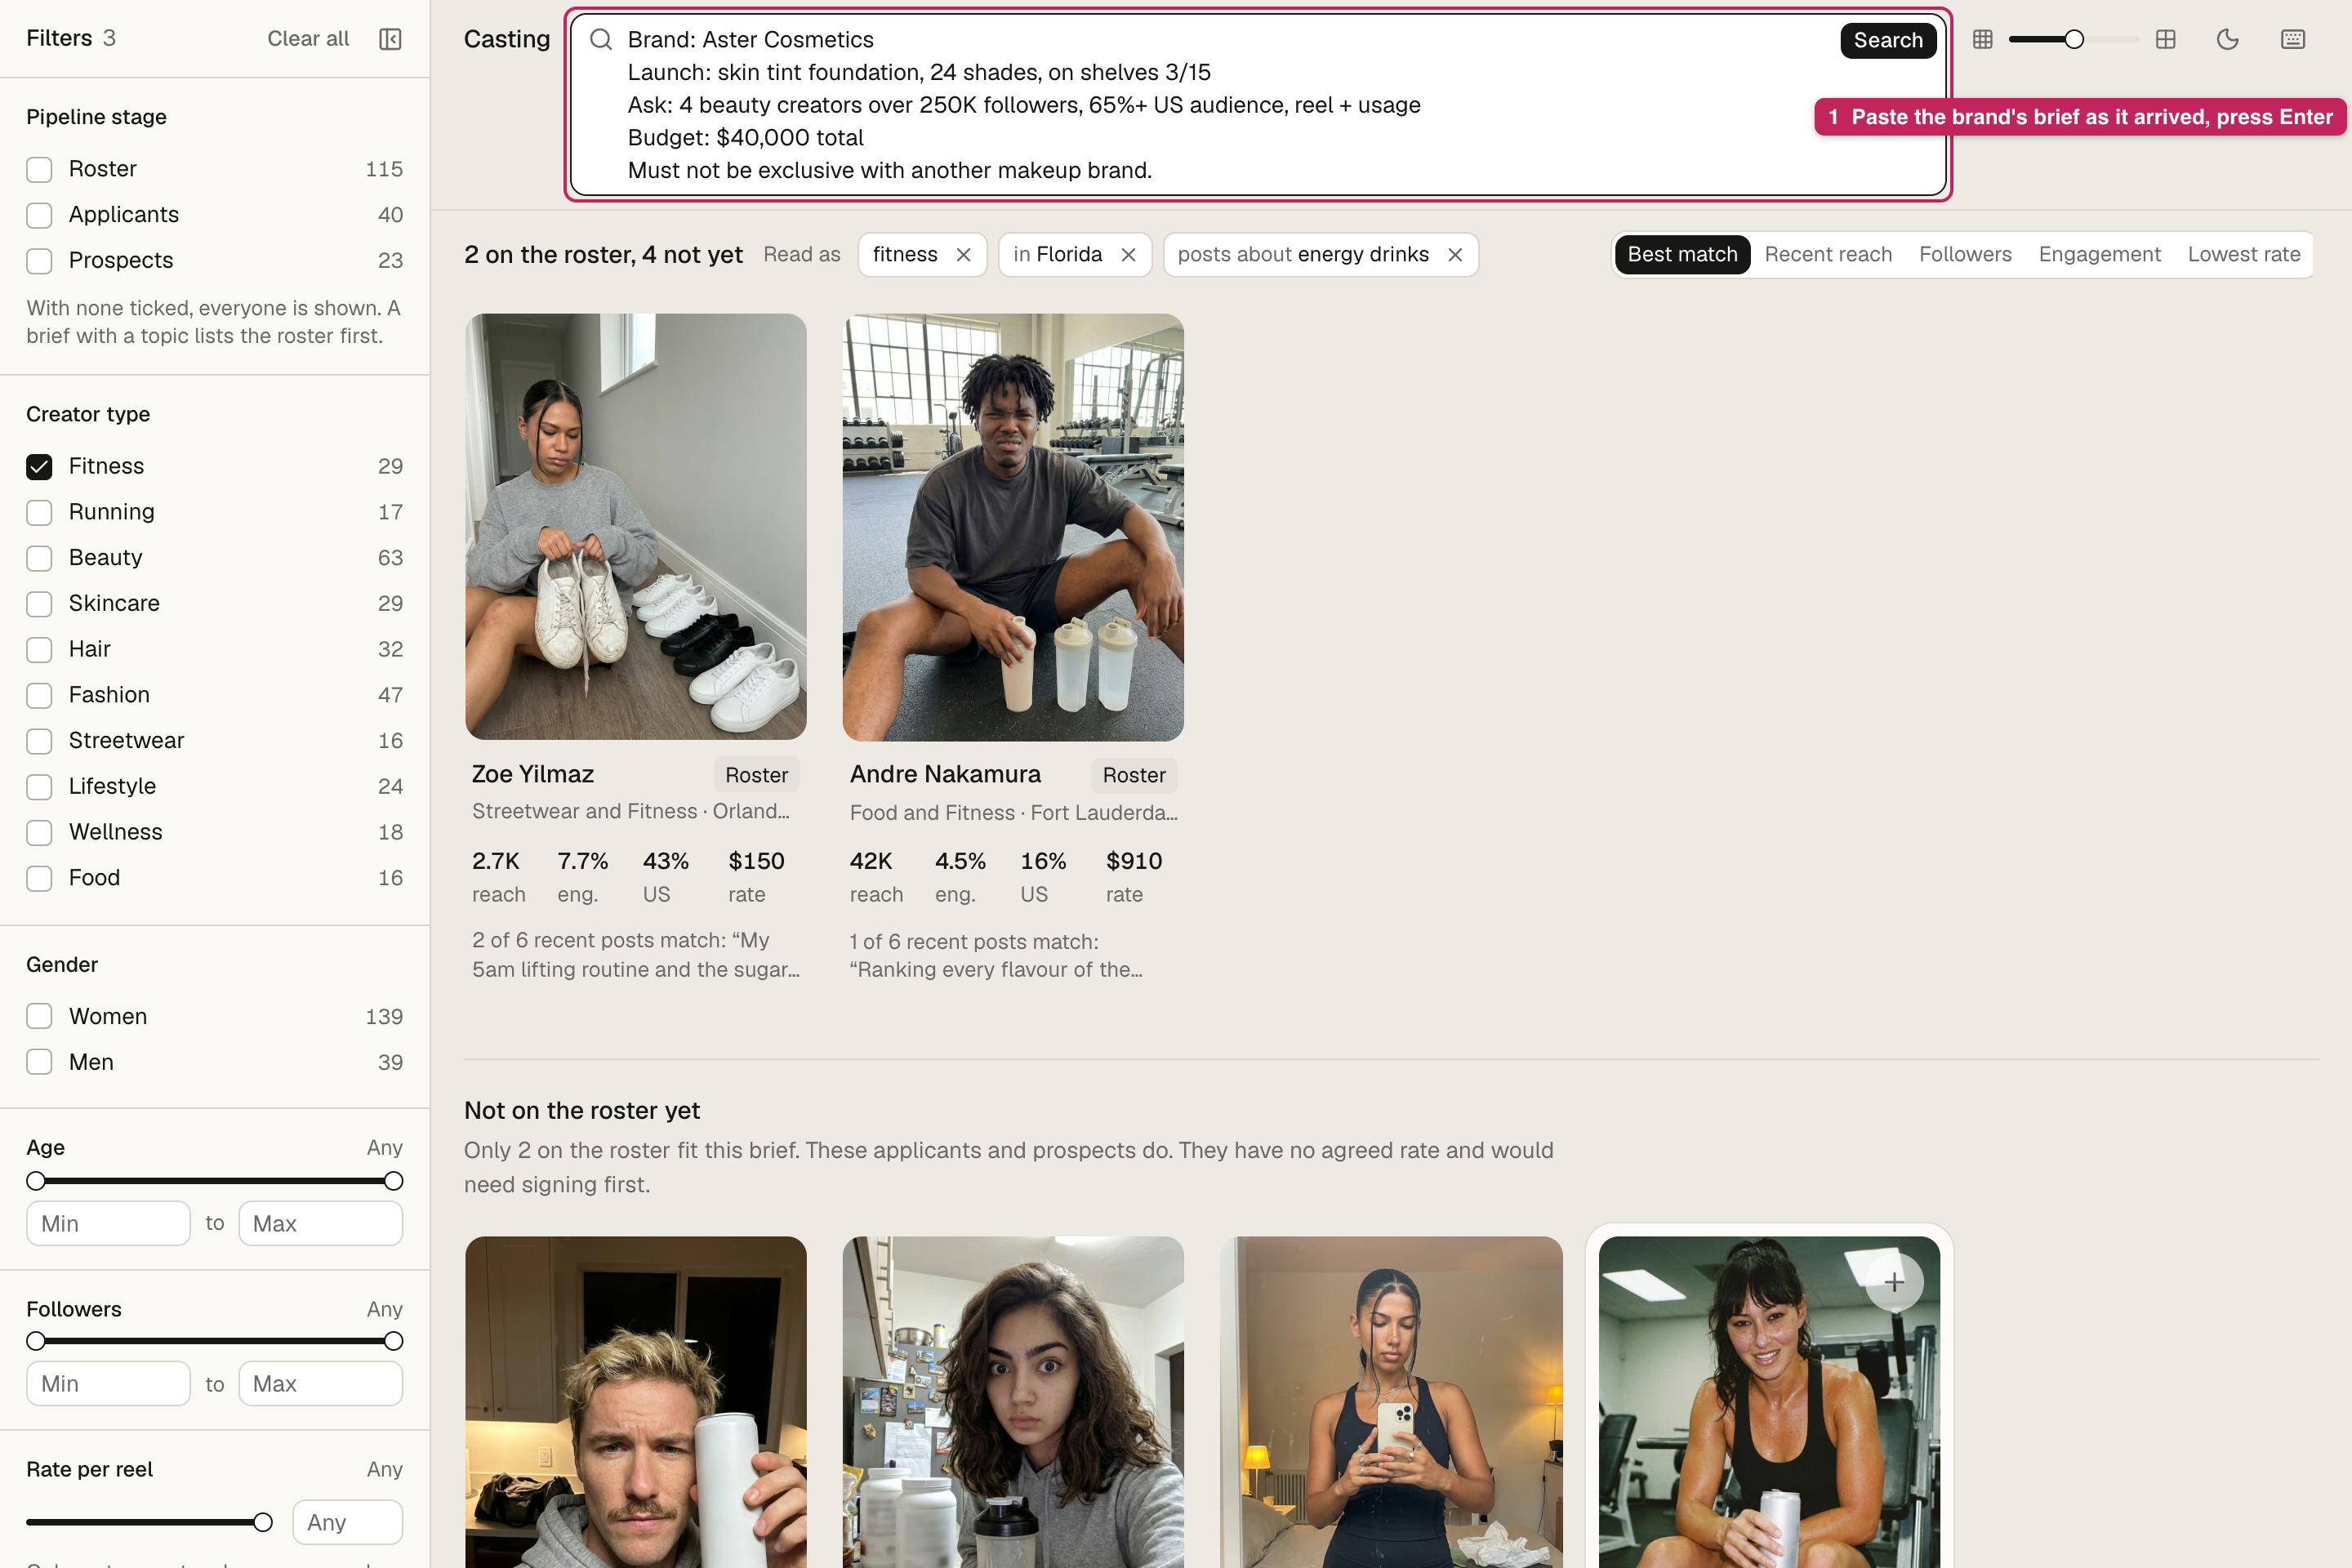 Filters 3
Clear all
Pipeline stage
Roster 115
Applicants 40
Prospects 23
With none ticked, everyone is shown. A
brief with a topic lists the roster first.
Creator type
Fitness 29
Running 17
Beauty 63
Skincare 29
Hair 32
Fashion 47
Streetwear 16
Lifestyle 24
Wellness 18
Food 16
Gender
Women 139
Men 39
Age Any
Min to Max
Followers Any
Min to Max
Rate per reel Any
Any
Casting
Brand: Aster Cosmetics
Launch: skin tint foundation, 24 shades, on shelves 3/15
Ask: 4 beauty creators over 250K followers, 65%+ US audience, reel + usage
Budget: $40,000 total
Must not be exclusive with another makeup brand.
Search
1 Paste the brand's brief as it arrived, press Enter
2 on the roster, 4 not yet Read as fitness in Florida posts about energy drinks
Best match Recent reach Followers Engagement Lowest rate
Zoe Yilmaz Roster
Streetwear and Fitness · Orland…
2.7K 7.7% 43% $150
reach eng. US rate
2 of 6 recent posts match: “My
5am lifting routine and the sugar…
Andre Nakamura Roster
Food and Fitness · Fort Lauderda…
42K 4.5% 16% $910
reach eng. US rate
1 of 6 recent posts match:
“Ranking every flavour of the…
Not on the roster yet
Only 2 on the roster fit this brief. These applicants and prospects do. They have no agreed rate and would
need signing first.